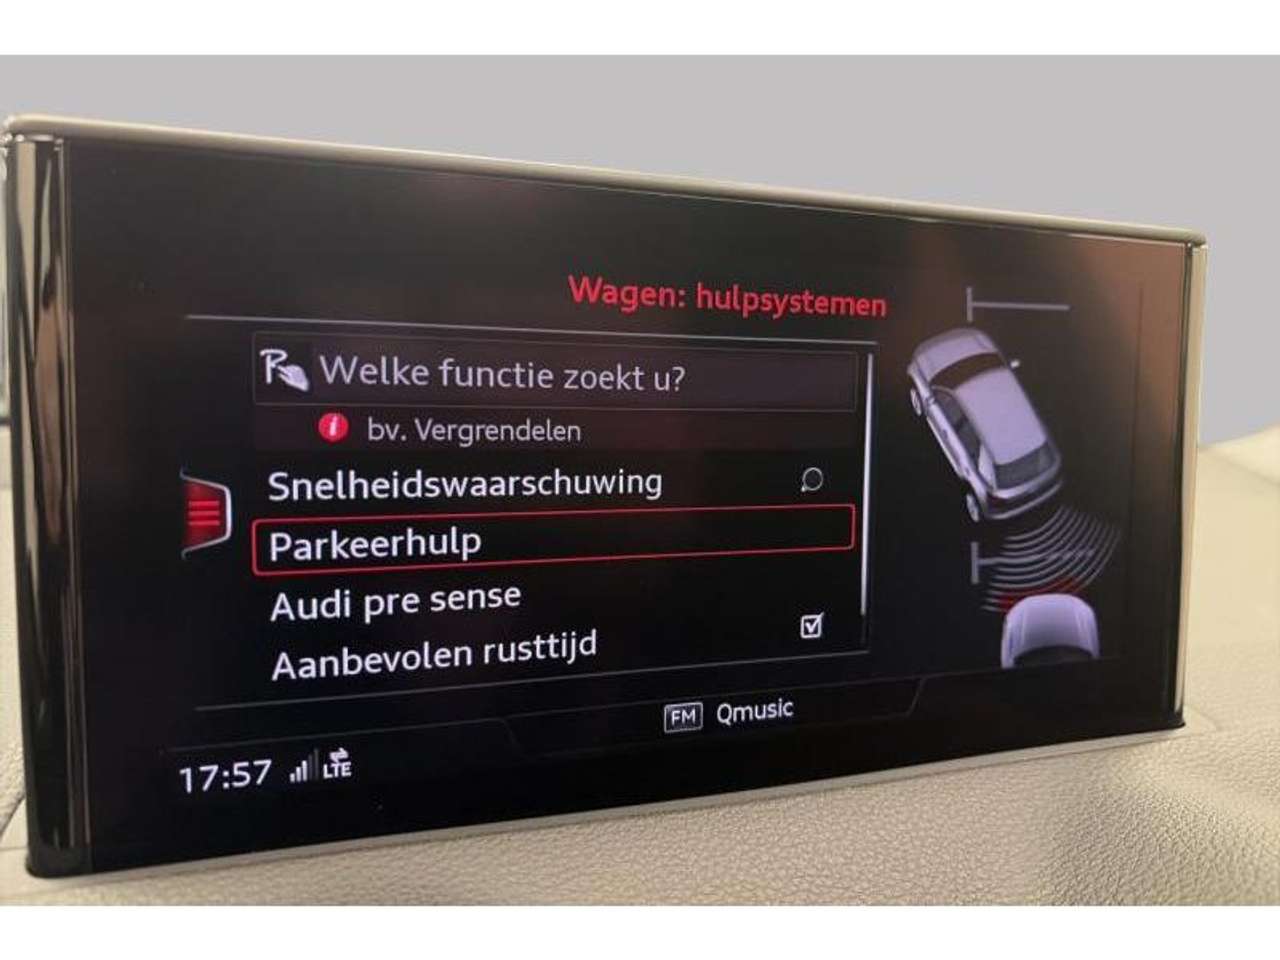 Wagen: hulpsystemen
Welke functie zoekt u?
i bv. Vergrendelen
Snelheidswaarschuwing
Parkeerhulp
Audi pre sense
Aanbevolen rusttijd
FM Qmusic
17:57 LTE